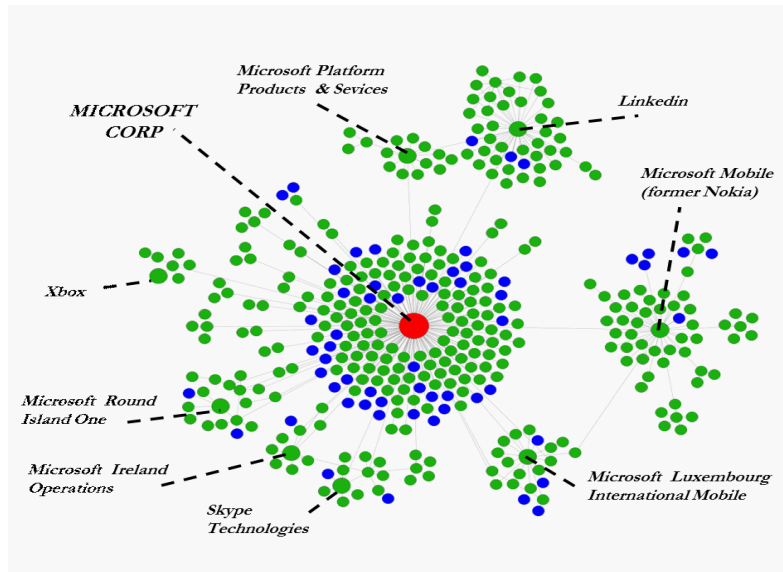 Microsoft Platform
Products & Sevices
MICROSOFT
CORP
Linkedin
Microsoft Mobile
(former Nokia)
Xbox
Microsoft Round
Island One
Microsoft Ireland
Operations
Skype
Technologies
Microsoft Luxembourg
International Mobile